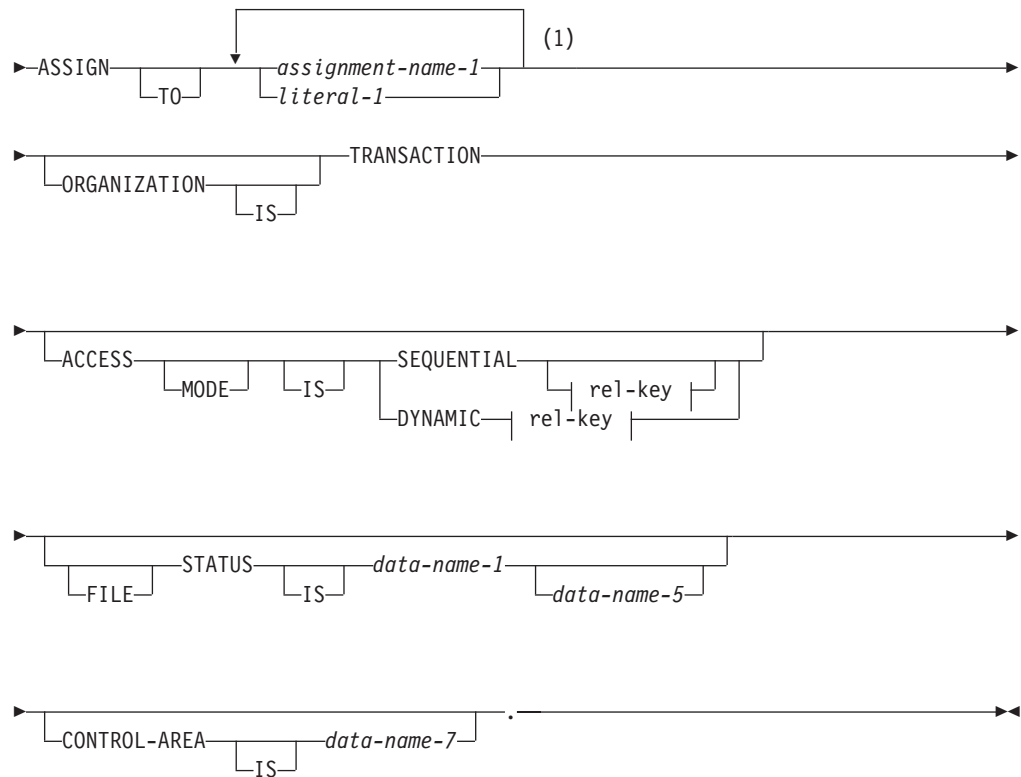 (1)
ASSIGN assignment-name-1
TO literal-1
TRANSACTION
ORGANIZATION
IS
ACCESS SEQUENTIAL
MODE IS rel-key
DYNAMIC rel-key
STATUS data-name-1
FILE IS data-name-5
.
CONTROL-AREA data-name-7
IS